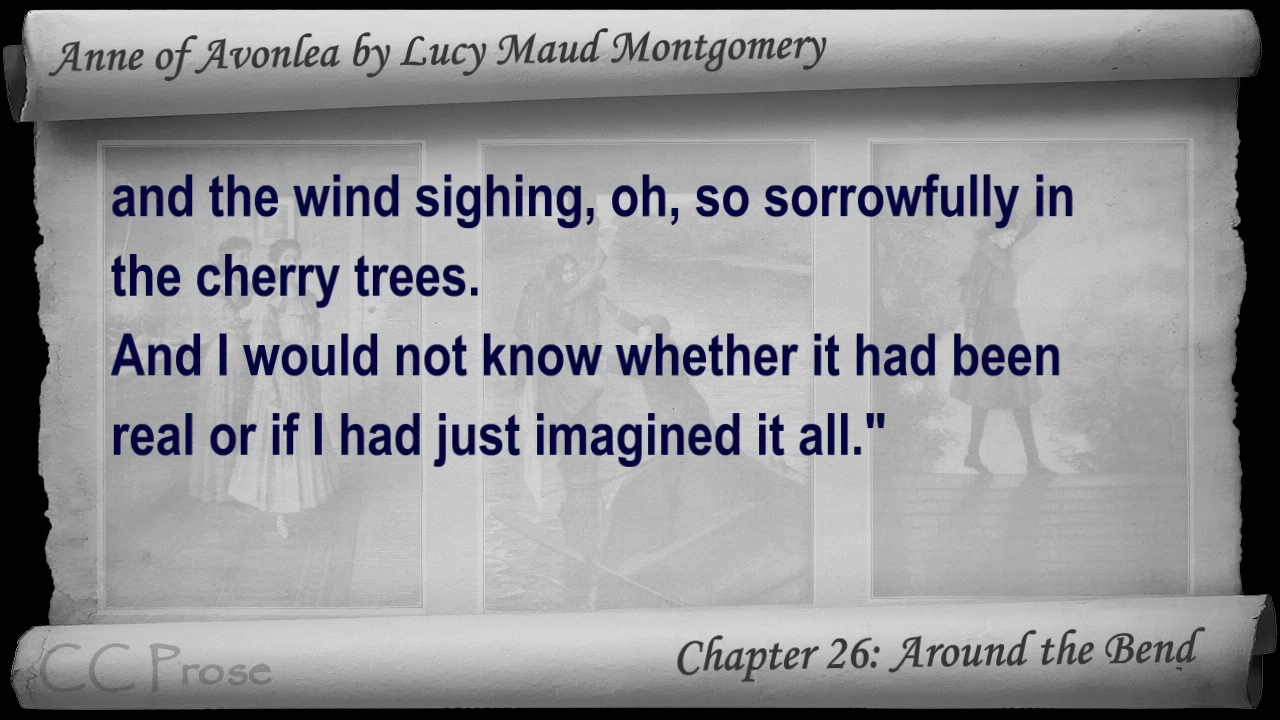 Anne of Avonlea by Lucy Maud Montgomery
and the wind sighing, oh, so sorrowfully in
the cherry trees.
And I would not know whether it had been
real or if I had just imagined it all."
CC Prose
Chapter 26: Around the Bend